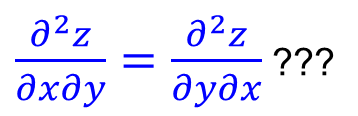 ∂²z/∂x∂y = ∂²z/∂y∂x ???